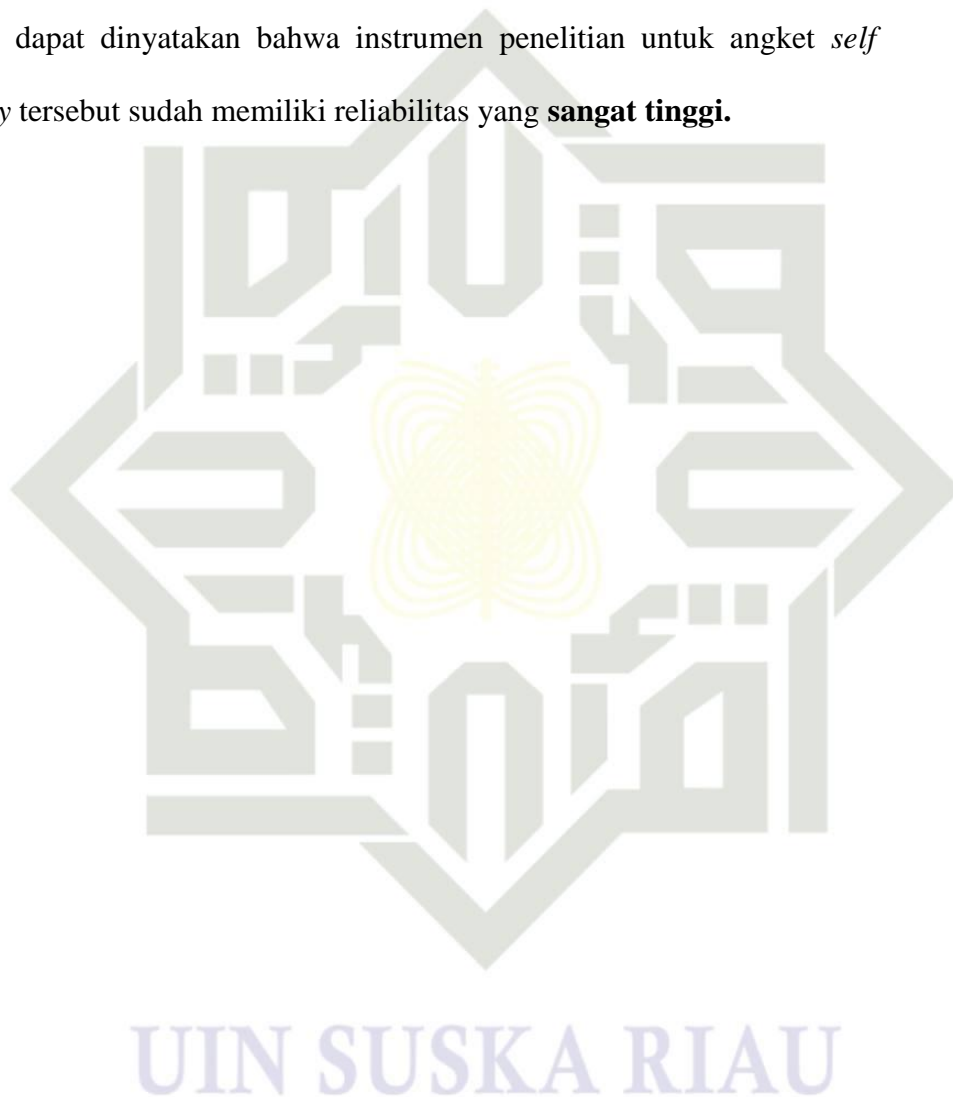 dapat dinyatakan bahwa instrumen penelitian untuk angket self
y tersebut sudah memiliki reliabilitas yang sangat tinggi.
UIN SUSKA RIAU